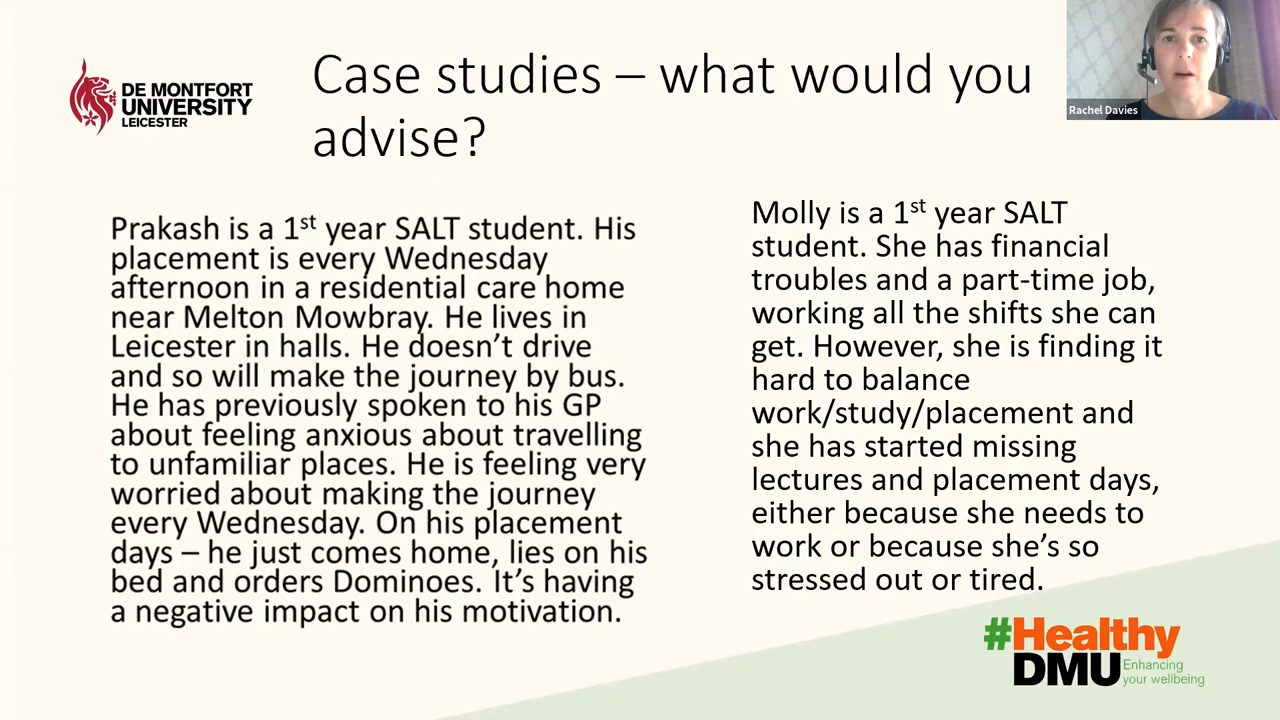 DE MONTFORT
UNIVERSITY
LEICESTER
Case studies – what would you
advise?
Rachel Davies
Prakash is a 1st year SALT student. His
placement is every Wednesday
afternoon in a residential care home
near Melton Mowbray. He lives in
Leicester in halls. He doesn’t drive
and so will make the journey by bus.
He has previously spoken to his GP
about feeling anxious about travelling
to unfamiliar places. He is feeling very
worried about making the journey
every Wednesday. On his placement
days – he just comes home, lies on his
bed and orders Dominoes. It’s having
a negative impact on his motivation.
Molly is a 1st year SALT
student. She has financial
troubles and a part-time job,
working all the shifts she can
get. However, she is finding it
hard to balance
work/study/placement and
she has started missing
lectures and placement days,
either because she needs to
work or because she’s so
stressed out or tired.
#Healthy
DMU
Enhancing
your wellbeing